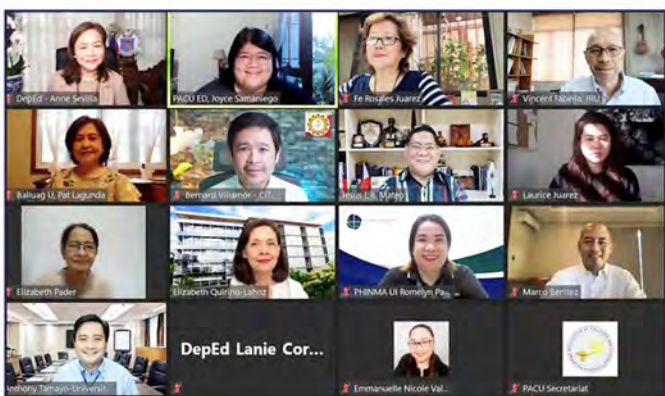 DepEd - Anne Sevilla
PACU ED, Joyce Samaniego
Fe Rosales Juarez
Vincent Fabella, JRU
Baliuag U, Pat Lagunda
Bernard Villamor - CIT...
Jesus L.R. Mateo
Laurice Juarez
Elizabeth Pader
Elizabeth Quirino-Lahoz
PHINMA UI Romelyn Pa...
Marco Benitez
Anthony Tamayo-Universit...
DepEd Lanie Cor...
Emmanuelle Nicole Val...
PACU Secretariat